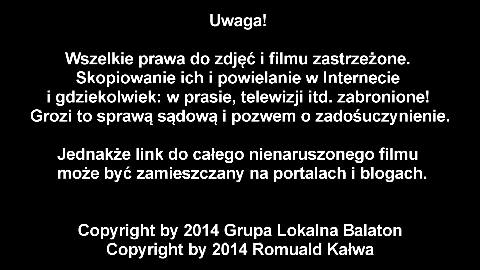 Uwaga!
Wszelkie prawa do zdjęć i filmu zastrzeżone.
Skopiowanie ich i powielanie w Internecie
i gdziekolwiek: w prasie, telewizji itd. zabronione!
Grozi to sprawą sądową i pozwem o zadośuczynienie.
Jednakże link do całego nienaruszonego filmu
może być zamieszczany na portalach i blogach.
Copyright by 2014 Grupa Lokalna Balaton
Copyright by 2014 Romuald Kałwa